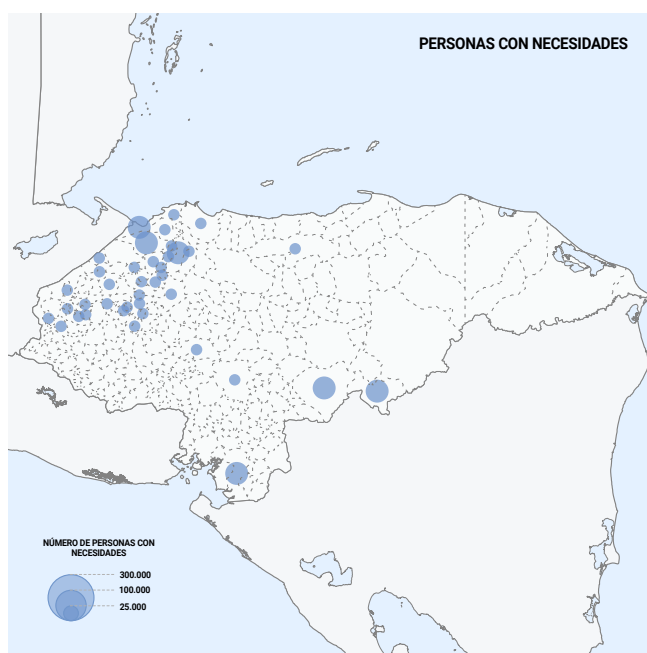 PERSONAS CON NECESIDADES
NÚMERO DE PERSONAS CON
NECESIDADES
300.000
100.000
25.000